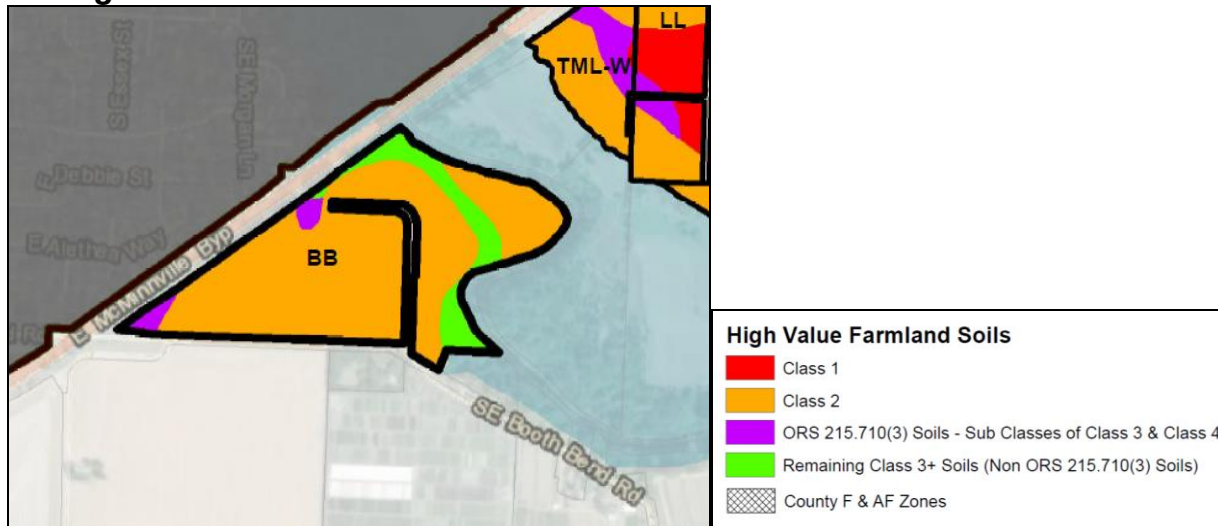 g
LL
TML-W
S Essex St
SE Morgan Ln
E Debbie St
E Alethea Way
BB
E McMinnville Byp
SE Booth Bend Rd
High Value Farmland Soils
Class 1
Class 2
ORS 215.710(3) Soils - Sub Classes of Class 3 & Class 4
Remaining Class 3+ Soils (Non ORS 215.710(3) Soils)
County F & AF Zones